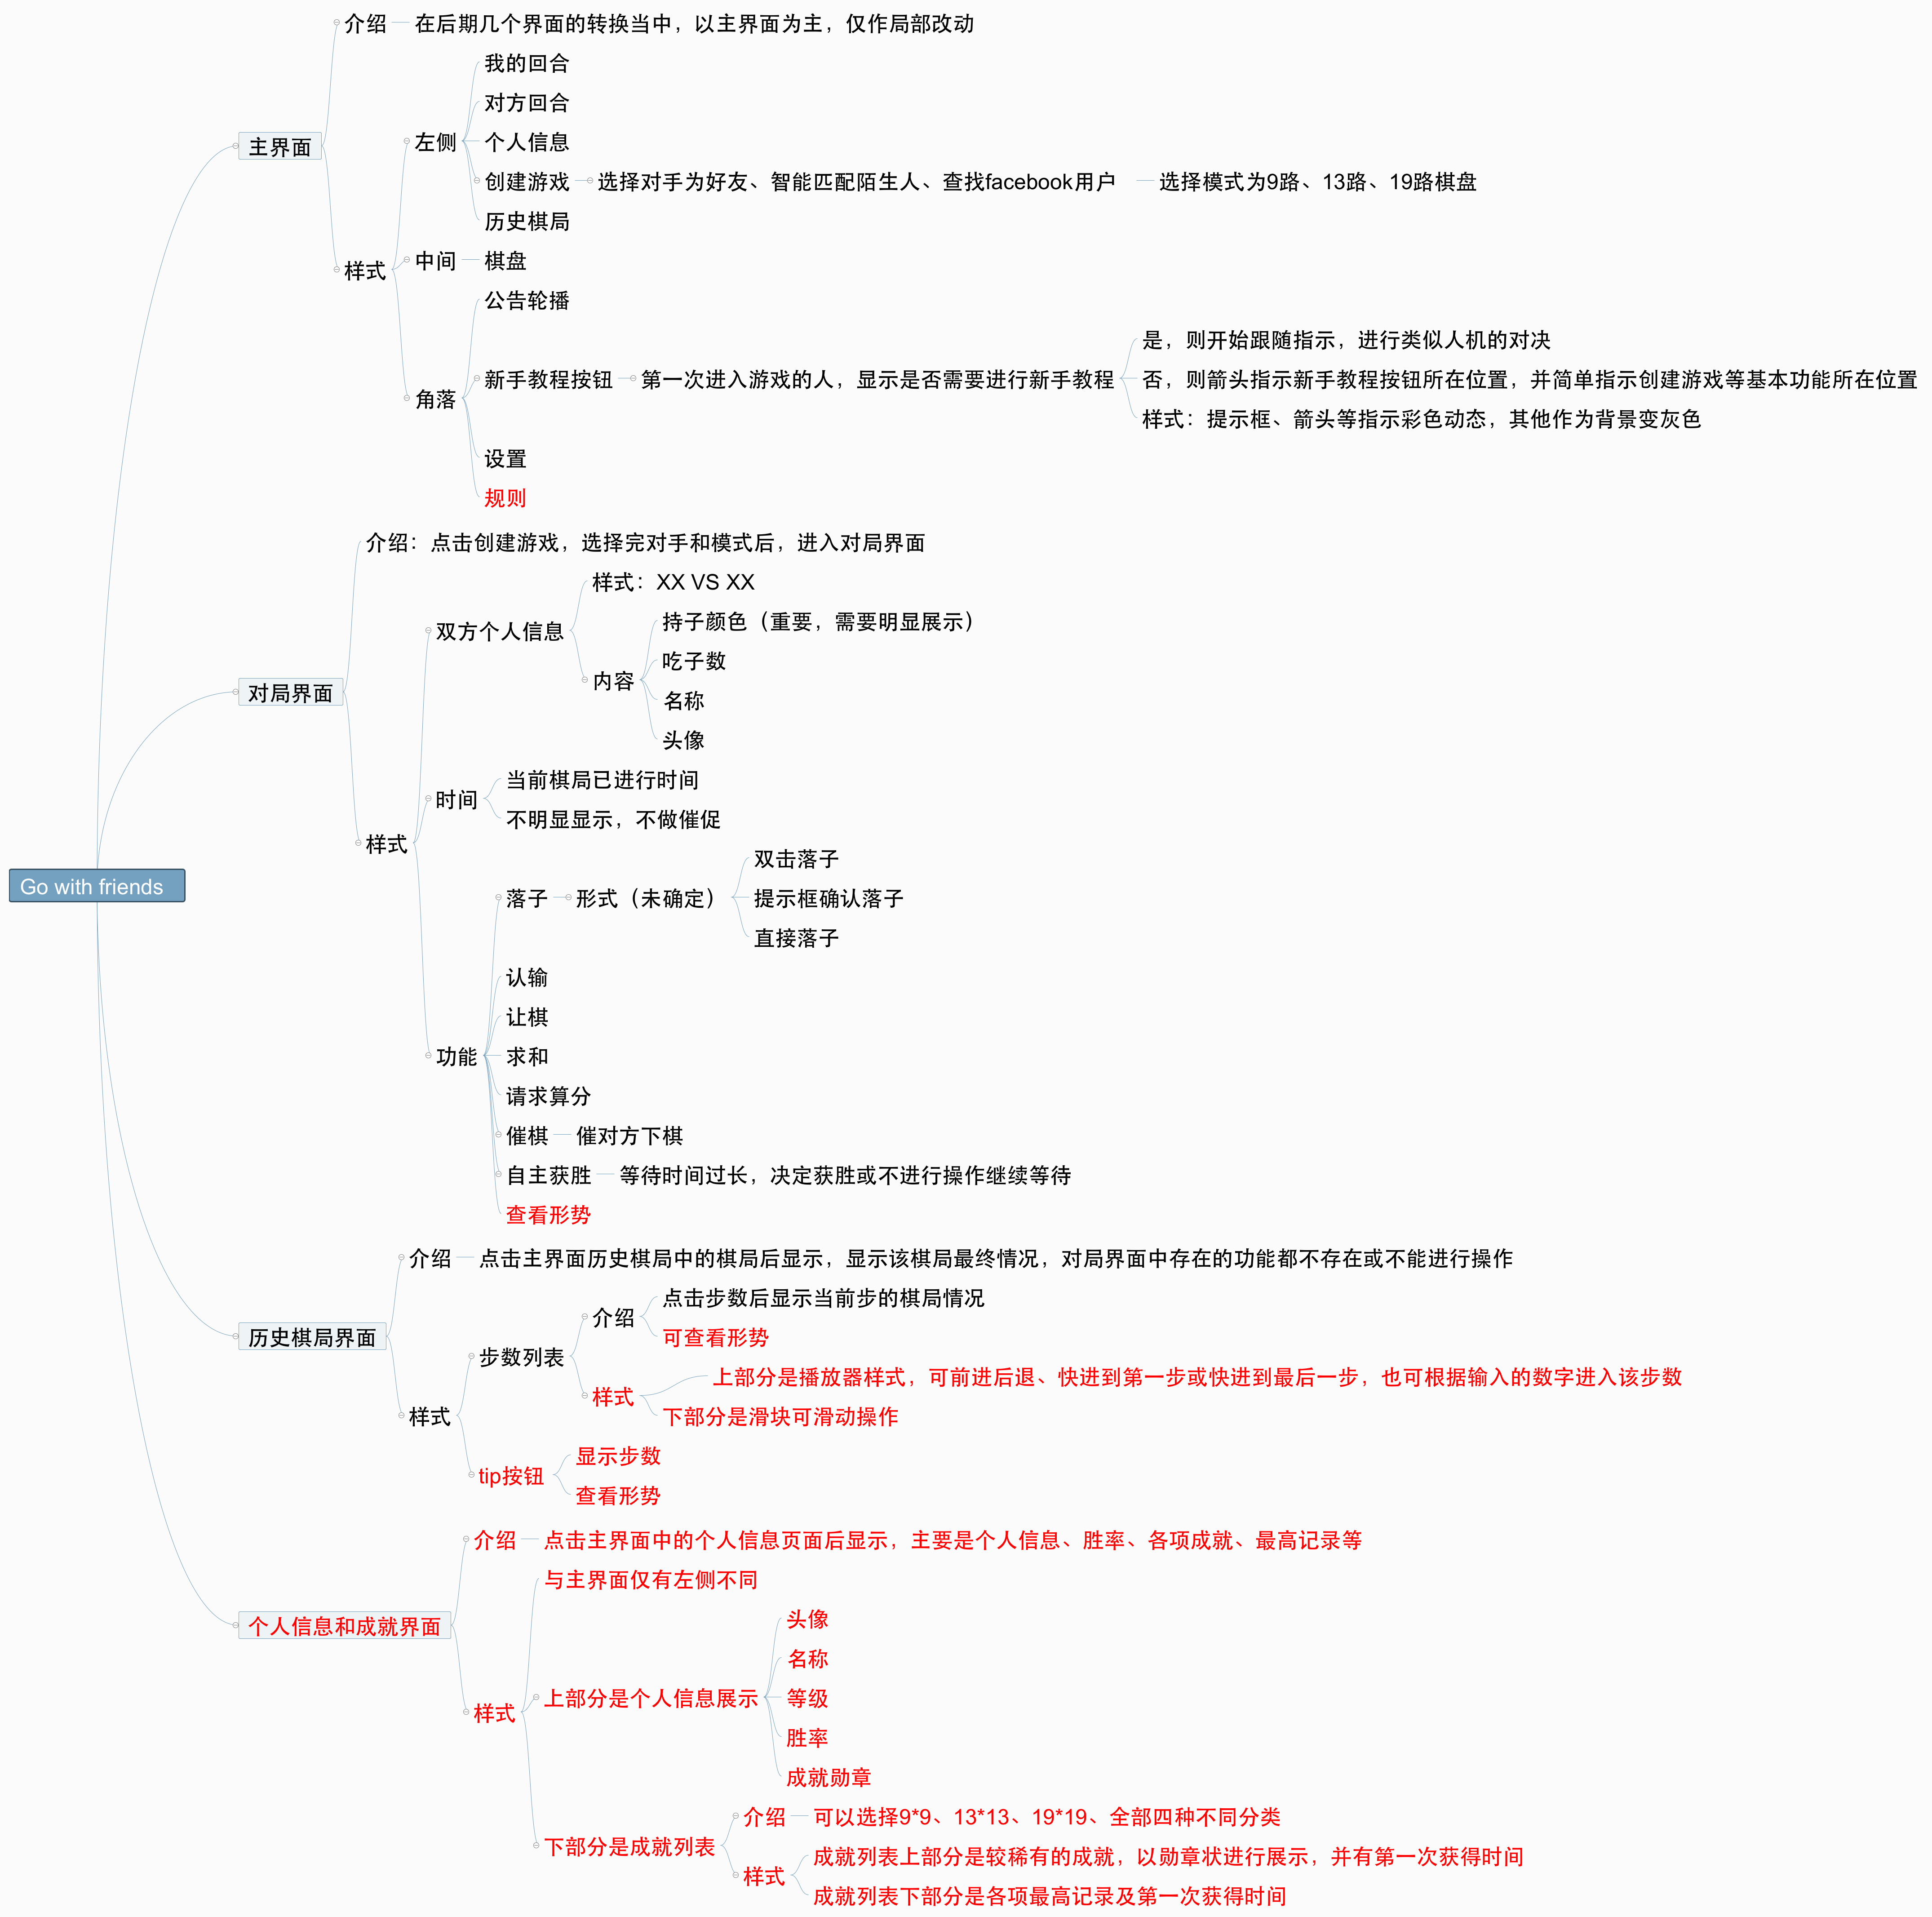 介绍
在后期几个界面的转换当中，以主界面为主，仅作局部改动
我的回合
对方回合
主界面
左侧
个人信息
创建游戏
选择对手为好友、智能匹配陌生人、查找facebook用户
选择模式为9路、13路、19路棋盘
历史棋局
样式
中间
棋盘
公告轮播
是，则开始跟随指示，进行类似人机的对决
角落
新手教程按钮
第一次进入游戏的人，显示是否需要进行新手教程
否，则箭头指示新手教程按钮所在位置，并简单指示创建游戏等基本功能所在位置
样式：提示框、箭头等指示彩色动态，其他作为背景变灰色
设置
规则
介绍：点击创建游戏，选择完对手和模式后，进入对局界面
样式：XX VS XX
双方个人信息
持子颜色（重要，需要明显展示）
吃子数
对局界面
内容
名称
头像
当前棋局已进行时间
时间
不明显显示，不做催促
样式
双击落子
Go with friends
落子
形式（未确定）
提示框确认落子
直接落子
认输
让棋
功能
求和
请求算分
催棋
催对方下棋
自主获胜
等待时间过长，决定获胜或不进行操作继续等待
查看形势
介绍
点击主界面历史棋局中的棋局后显示，显示该棋局最终情况，对局界面中存在的功能都不存在或不能进行操作
点击步数后显示当前步的棋局情况
介绍
可查看形势
历史棋局界面
步数列表
上部分是播放器样式，可前进后退、快进到第一步或快进到最后一步，也可根据输入的数字进入该步数
样式
下部分是滑块可滑动操作
样式
显示步数
tip按钮
查看形势
介绍
点击主界面中的个人信息页面后显示，主要是个人信息、胜率、各项成就、最高记录等
与主界面仅有左侧不同
个人信息和成就界面
头像
名称
样式
上部分是个人信息展示
等级
胜率
成就勋章
介绍
可以选择9*9、13*13、19*19、全部四种不同分类
下部分是成就列表
成就列表上部分是较稀有的成就，以勋章状进行展示，并有第一次获得时间
样式
成就列表下部分是各项最高记录及第一次获得时间